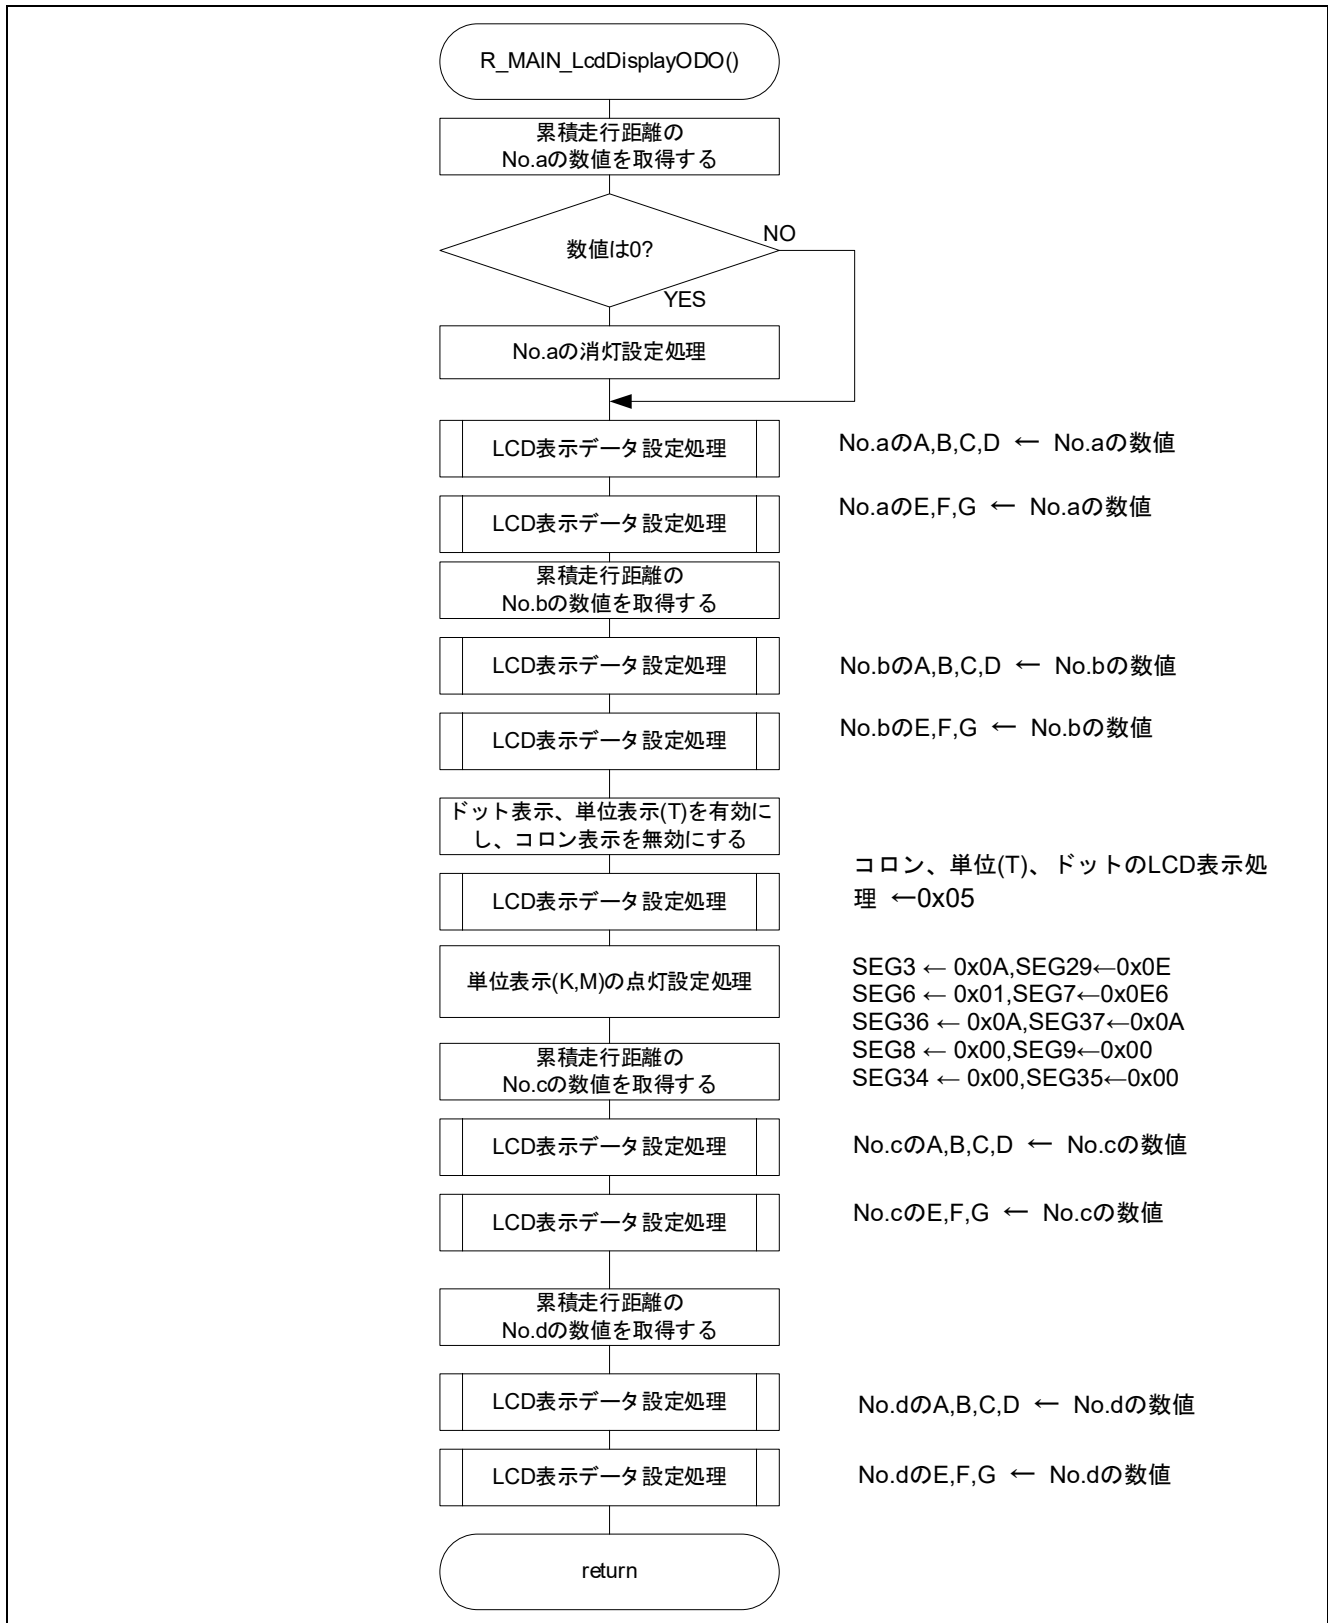 R_MAIN_LcdDisplayODO()
累積走行距離の
No.aの数値を取得する
数値は0?
NO
YES
No.aの消灯設定処理
LCD表示データ設定処理
No.aのA,B,C,D ← No.aの数値
LCD表示データ設定処理
No.aのE,F,G ← No.aの数値
累積走行距離の
No.bの数値を取得する
LCD表示データ設定処理
No.bのA,B,C,D ← No.bの数値
LCD表示データ設定処理
No.bのE,F,G ← No.bの数値
ドット表示、単位表示(T)を有効に
し、コロン表示を無効にする
コロン、単位(T)、ドットのLCD表示処
理 ←0x05
LCD表示データ設定処理
単位表示(K,M)の点灯設定処理
SEG3 ← 0x0A,SEG29←0x0E
SEG6 ← 0x01,SEG7←0x0E6
SEG36 ← 0x0A,SEG37←0x0A
SEG8 ← 0x00,SEG9←0x00
SEG34 ← 0x00,SEG35←0x00
累積走行距離の
No.cの数値を取得する
LCD表示データ設定処理
No.cのA,B,C,D ← No.cの数値
LCD表示データ設定処理
No.cのE,F,G ← No.cの数値
累積走行距離の
No.dの数値を取得する
LCD表示データ設定処理
No.dのA,B,C,D ← No.dの数値
LCD表示データ設定処理
No.dのE,F,G ← No.dの数値
return